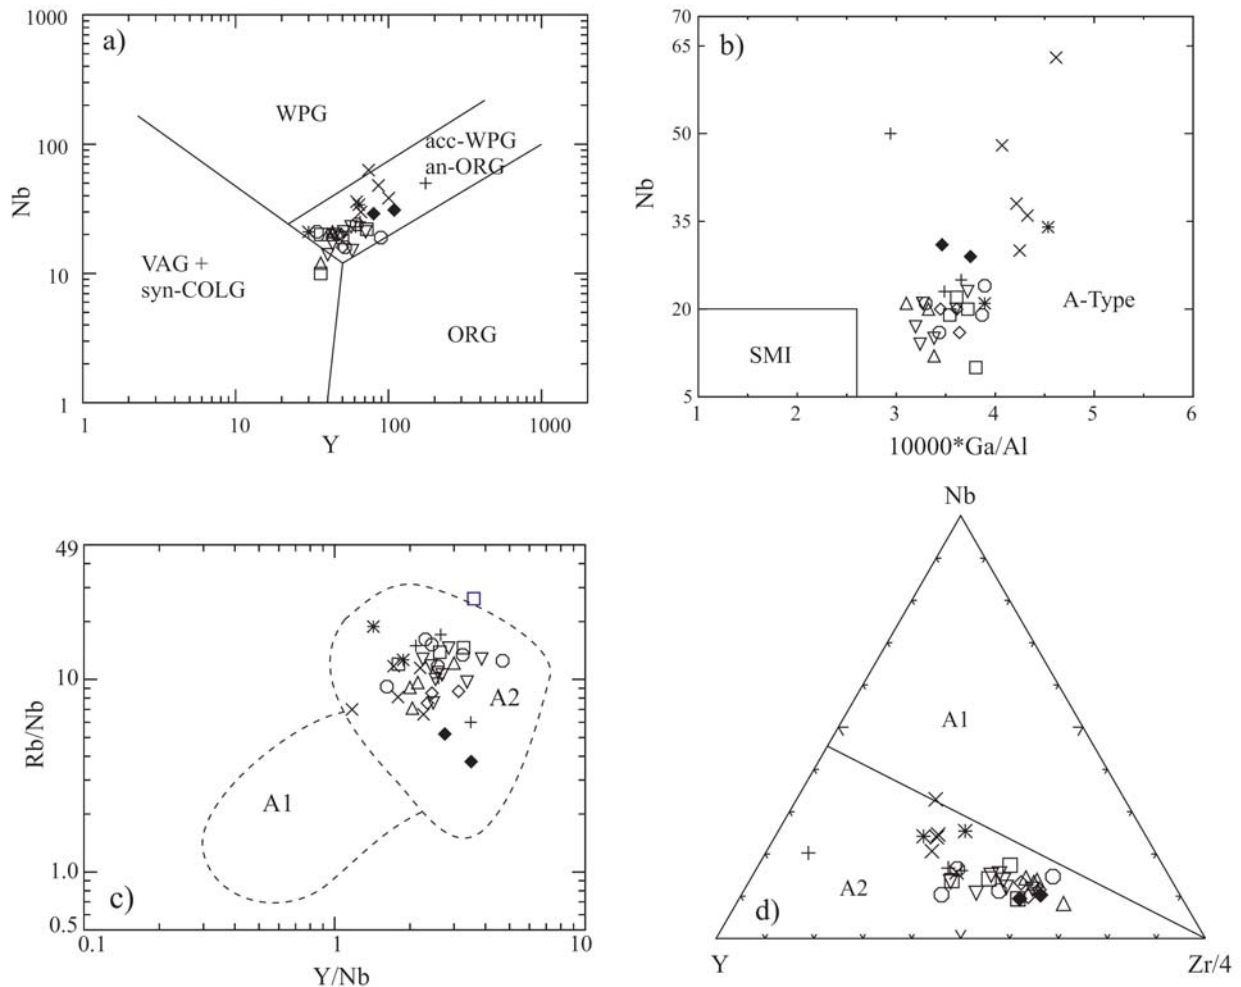 a)
1000
100
10
1
Nb
WPG
acc-WPG
an-ORG
VAG +
syn-COLG
ORG
1
10
100
1000
Y
b)
70
65
50
35
20
5
Nb
A-Type
SMI
1
2
3
4
5
6
10000*Ga/Al
49
10
1.0
0.5
Rb/Nb
A2
A1
c)
0.1
1
10
Y/Nb
Nb
A1
A2
d)
Y
Zr/4